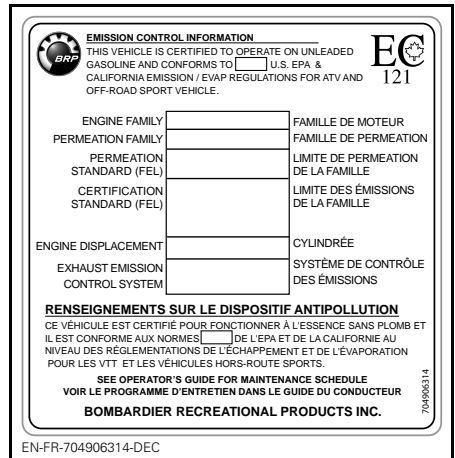 BRP
EMISSION CONTROL INFORMATION
THIS VEHICLE IS CERTIFIED TO OPERATE ON UNLEADED
GASOLINE AND CONFORMS TO U.S. EPA &
CALIFORNIA EMISSION / EVAP REGULATIONS FOR ATV AND
OFF-ROAD SPORT VEHICLE.
EC
121
ENGINE FAMILY FAMILLE DE MOTEUR
PERMEATION FAMILY FAMILLE DE PERMEATION
PERMEATION LIMITE DE PERMEATION
STANDARD (FEL) DE LA FAMILLE
CERTIFICATION LIMITE DES ÉMISSIONS
STANDARD (FEL) DE LA FAMILLE
ENGINE DISPLACEMENT CYLINDRÉE
EXHAUST EMISSION SYSTÈME DE CONTRÔLE
CONTROL SYSTEM DES ÉMISSIONS
RENSEIGNEMENTS SUR LE DISPOSITIF ANTIPOLLUTION
CE VÉHICULE EST CERTIFIÉ POUR FONCTIONNER À L'ESSENCE SANS PLOMB ET
IL EST CONFORME AUX NORMES DE L'EPA ET DE LA CALIFORNIE AU
NIVEAU DES RÉGLEMENTATIONS DE L'ÉCHAPPEMENT ET DE L'ÉVAPORATION
POUR LES VTT ET LES VÉHICULES HORS-ROUTE SPORTS.
SEE OPERATOR'S GUIDE FOR MAINTENANCE SCHEDULE
VOIR LE PROGRAMME D'ENTRETIEN DANS LE GUIDE DU CONDUCTEUR
BOMBARDIER RECREATIONAL PRODUCTS INC.
704906314
EN-FR-704906314-DEC